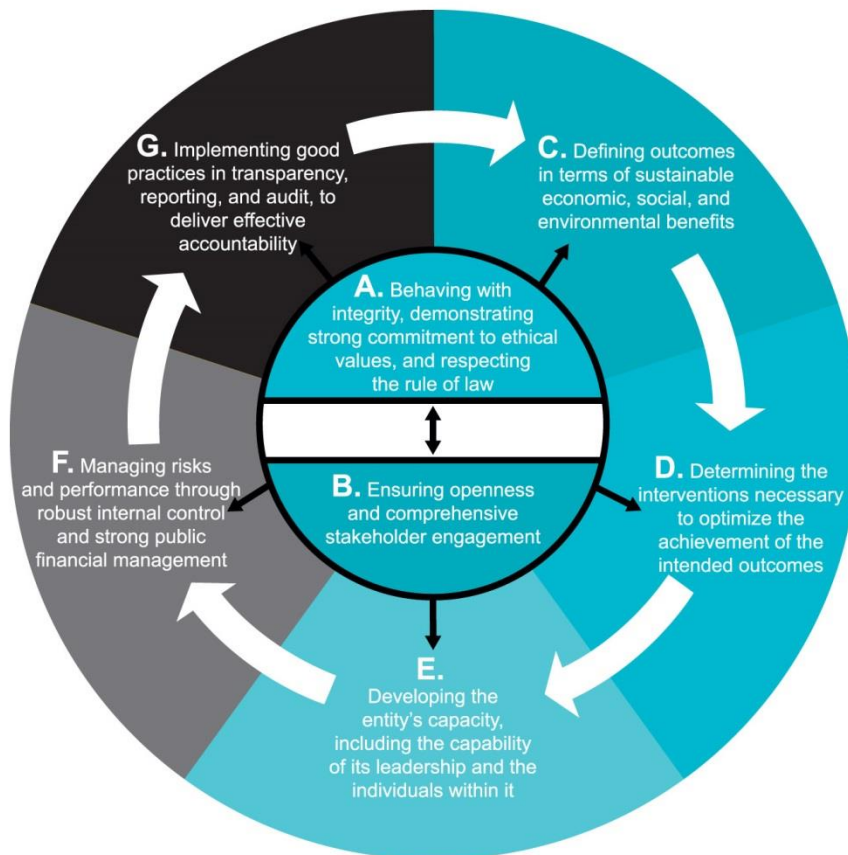 G. Implementing good
practices in transparency,
reporting, and audit, to
deliver effective
accountability
C. Defining outcomes
in terms of sustainable
economic, social, and
environmental benefits
A. Behaving with
integrity, demonstrating
strong commitment to ethical
values, and respecting
the rule of law
B. Ensuring openness
and comprehensive
stakeholder engagement
F. Managing risks
and performance through
robust internal control
and strong public
financial management
D. Determining the
interventions necessary
to optimize the
achievement of the
intended outcomes
E.
Developing the
entity's capacity,
including the capability
of its leadership and the
individuals within it